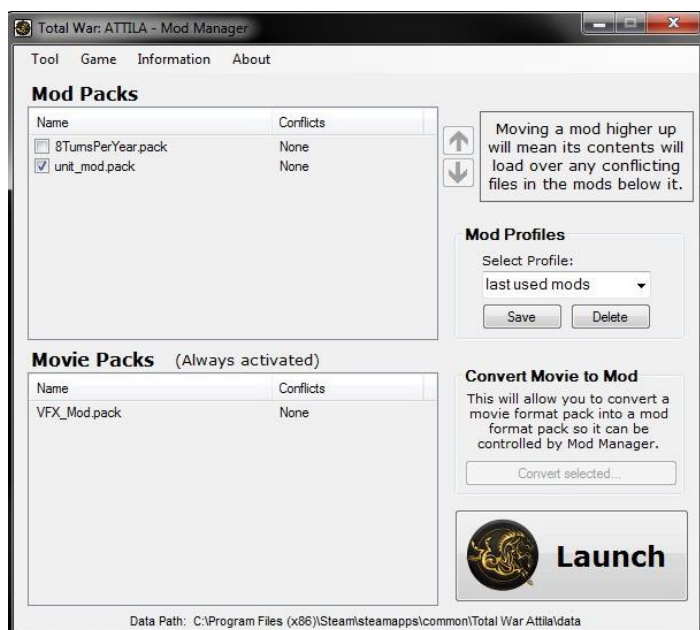 Total War: ATTILA - Mod Manager
Tool Game Information About
Mod Packs
Name Conflicts
8TurnsPerYear.pack None
unit_mod.pack None
Moving a mod higher up
will mean its contents will
load over any conflicting
files in the mods below it.
Mod Profiles
Select Profile:
last used mods
Save Delete
Movie Packs (Always activated)
Name Conflicts
VFX_Mod.pack None
Convert Movie to Mod
This will allow you to convert a
movie format pack into a mod
format pack so it can be
controlled by Mod Manager.
Convert selected...
Launch
Data Path: C:\Program Files (x86)\Steam\steamapps\common\Total War Attila\data